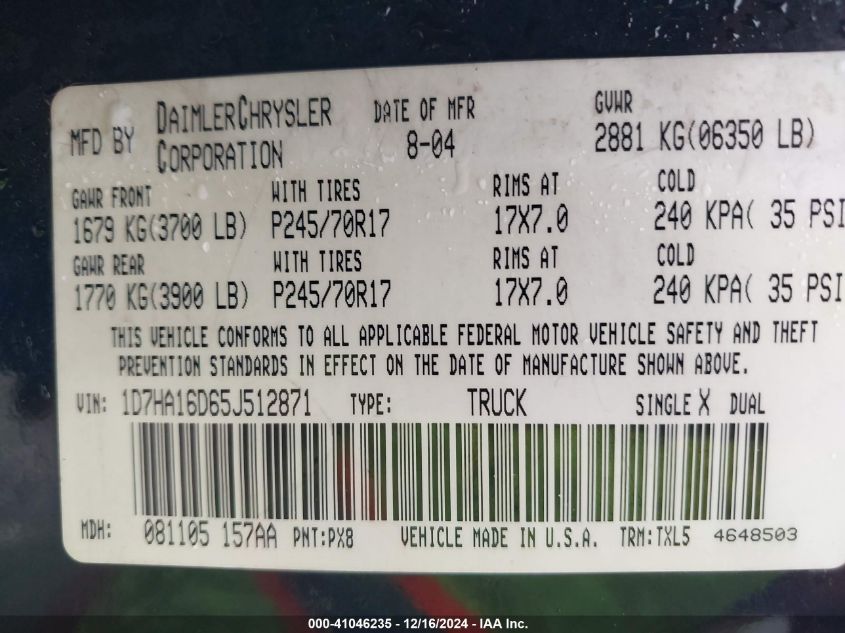 MFD BY DAIMLERCHRYSLER CORPORATION DATE OF MFR 8-04 GVWR 2881 KG(06350 LB)
GAWR FRONT WITH TIRES RIMS AT COLD
1679 KG(3700 LB) P245/70R17 17X7.0 240 KPA( 35 PSI
GAWR REAR WITH TIRES RIMS AT COLD
1770 KG(3900 LB) P245/70R17 17X7.0 240 KPA( 35 PSI
THIS VEHICLE CONFORMS TO ALL APPLICABLE FEDERAL MOTOR VEHICLE SAFETY AND THEFT
PREVENTION STANDARDS IN EFFECT ON THE DATE OF MANUFACTURE SHOWN ABOVE.
VIN: 1D7HA16D65J512871 TYPE: TRUCK SINGLE X DUAL
MDH: 081105 157AA PNT:PX8 VEHICLE MADE IN U.S.A. TRM:TXL5 4648503
000-41046235 - 12/16/2024 - IAA Inc.